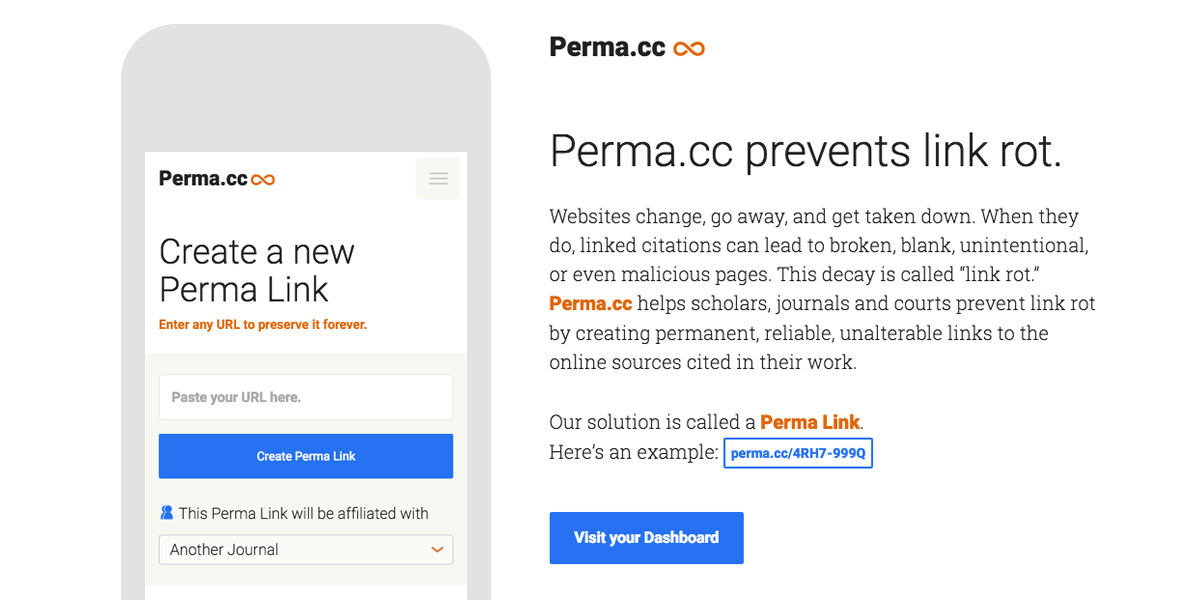 Perma.cc
Create a new
Perma Link
Enter any URL to preserve it forever.
Paste your URL here.
Create Perma Link
This Perma Link will be affiliated with
Another Journal
Perma.cc
Perma.cc prevents link rot.
Websites change, go away, and get taken down. When they
do, linked citations can lead to broken, blank, unintentional,
or even malicious pages. This decay is called “link rot.”
Perma.cc helps scholars, journals and courts prevent link rot
by creating permanent, reliable, unalterable links to the
online sources cited in their work.
Our solution is called a Perma Link.
Here’s an example: perma.cc/4RH7-999Q
Visit your Dashboard